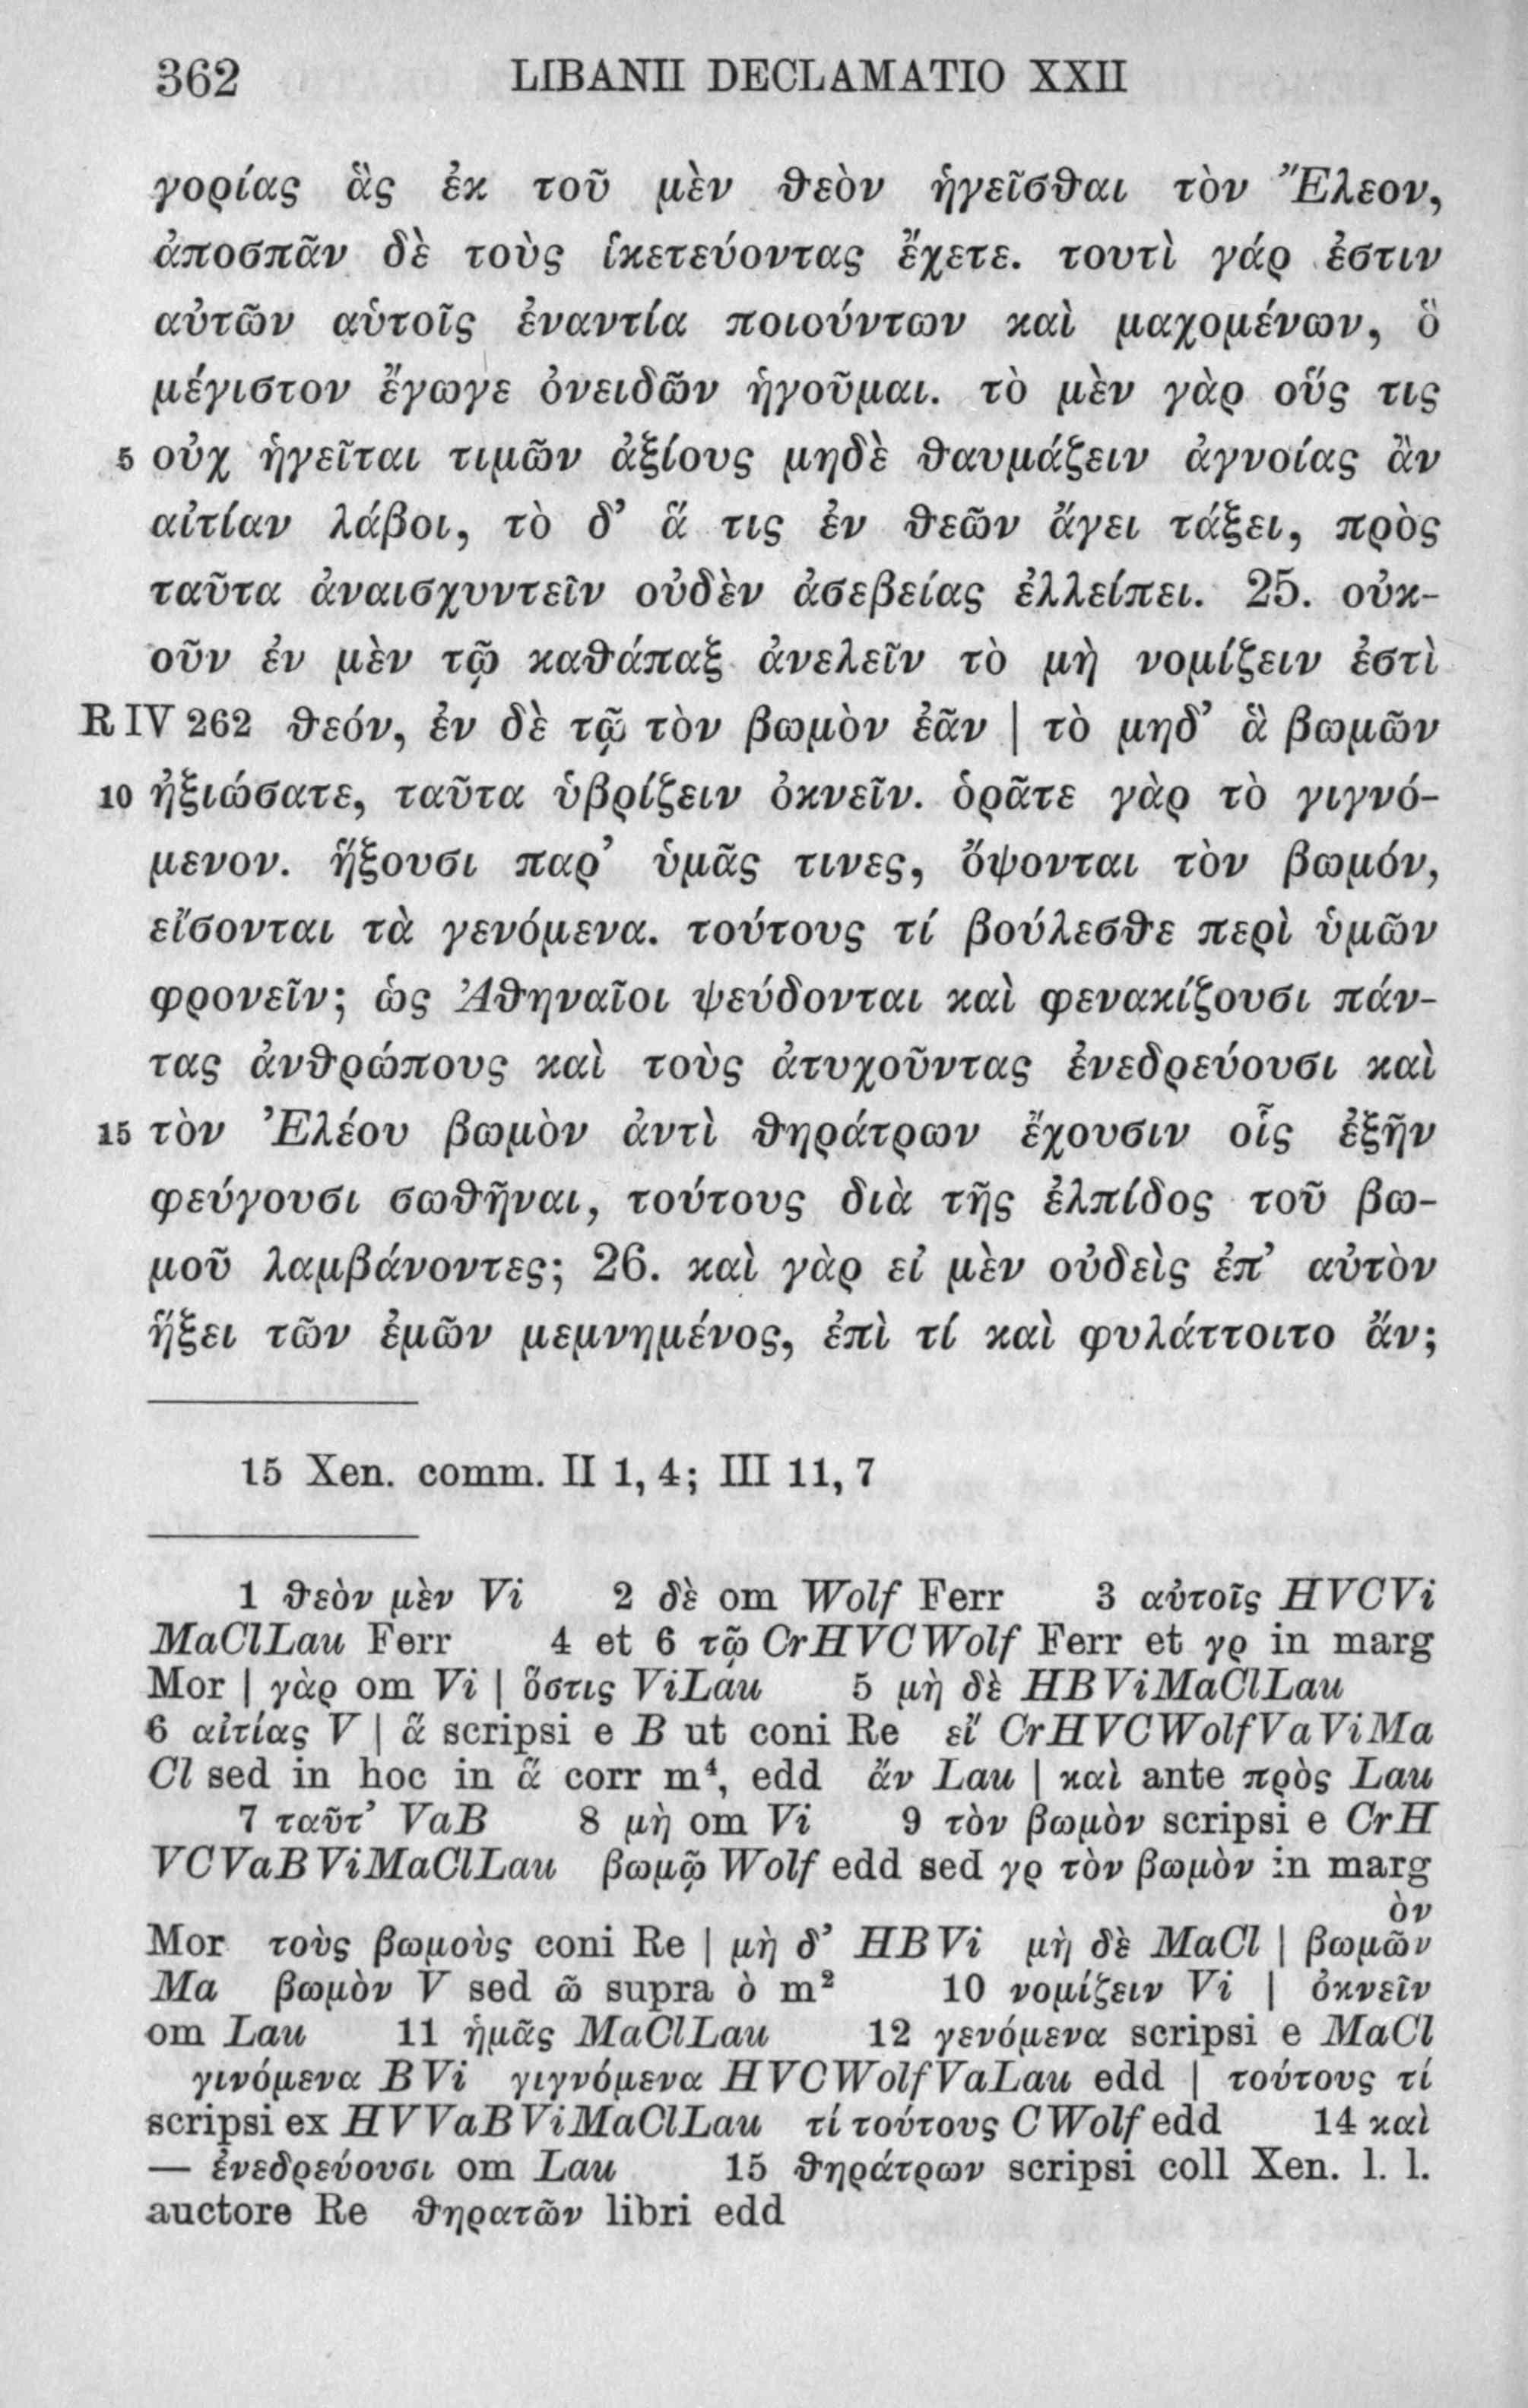 362 LIBANII DECLAMATIO XXII
γορίας ἃς ἐκ τοῦ μὲν θεὸν ἡγεῖσθαι τὸν Ἔλεον,
ἀποσπᾶν δὲ τοὺς ἱκετεύοντας ἔχετε. τουτὶ γάρ ἐστιν
αὐτῶν αὑτοῖς ἐναντία ποιούντων καὶ μαχομένων, ὃ
μέγιστον ἔγωγε ὀνειδῶν ἡγοῦμαι. τὸ μὲν γὰρ οὕς τις
5 οὐχ ἡγεῖται τιμῶν ἀξίους μηδὲ θαυμάζειν ἀγνοίας ἂν
αἰτίαν λάβοι, τὸ δ’ ἅ τις ἐν θεῶν ἄγει τάξει, πρὸς
ταῦτα ἀναισχυντεῖν οὐδὲν ἀσεβείας ἐλλείπει. 25. οὐκ-
οῦν ἐν μὲν τῷ καθάπαξ ἀνελεῖν τὸ μὴ νομίζειν ἐστὶ
R IV 262 θεόν, ἐν δὲ τῷ τὸν βωμὸν ἐᾶν | τὸ μηδ’ ἃ βωμῶν
10 ἠξιώσατε, ταῦτα ὑβρίζειν ὀκνεῖν. ὁρᾶτε γὰρ τὸ γιγνό-
μενον. ἥξουσι παρ’ ὑμᾶς τινες, ὄψονται τὸν βωμόν,
εἴσονται τὰ γενόμενα. τούτους τί βούλεσθε περὶ ὑμῶν
φρονεῖν; ὡς Ἀθηναῖοι ψεύδονται καὶ φενακίζουσι πάν-
τας ἀνθρώπους καὶ τοὺς ἀτυχοῦντας ἐνεδρεύουσι καὶ
15 τὸν Ἐλέου βωμὸν ἀντὶ θηράτρων ἔχουσιν οἷς ἐξῆν
φεύγουσι σωθῆναι, τούτους διὰ τῆς ἐλπίδος τοῦ βω-
μοῦ λαμβάνοντες; 26. καὶ γὰρ εἰ μὲν οὐδεὶς ἐπ’ αὐτὸν
ἥξει τῶν ἐμῶν μεμνημένος, ἐπὶ τί καὶ φυλάττοιτο ἄν;
15 Xen. comm. II 1, 4; III 11, 7
1 θεὸν μὲν Vi 2 δὲ om Wolf Ferr 3 αὐτοῖς HVCVi
MaClLau Ferr 4 et 6 τῷ CrHVCWolf Ferr et γρ in marg
Mor | γὰρ om Vi | ὅστις ViLau 5 μὴ δὲ HBViMaClLau
6 αἰτίας V | ἅ scripsi e B ut coni Re εἴ CrHVCWolfVaViMa
Cl sed in hoc in ἅ corr m⁴, edd ἄν Lau | καὶ ante πρὸς Lau
7 ταῦτ’ VaB 8 μὴ om Vi 9 τὸν βωμὸν scripsi e CrH
VCVaBViMaClLau βωμῷ Wolf edd sed γρ τὸν βωμὸν in marg
ὸν
Mor τοὺς βωμοὺς coni Re | μὴ δ’ HBVi μὴ δὲ MaCl | βωμῶν
Ma βωμὸν V sed ῶ supra ὸ m² 10 νομίζειν Vi | ὀκνεῖν
om Lau 11 ἡμᾶς MaClLau 12 γενόμενα scripsi e MaCl
γινόμενα BVi γιγνόμενα HVCWolfVaLau edd | τούτους τί
scripsi ex HVVaBViMaClLau τί τούτους CWolf edd 14 καὶ
— ἐνεδρεύουσι om Lau 15 θηράτρων scripsi coll Xen. l. l.
auctore Re θηρατῶν libri edd